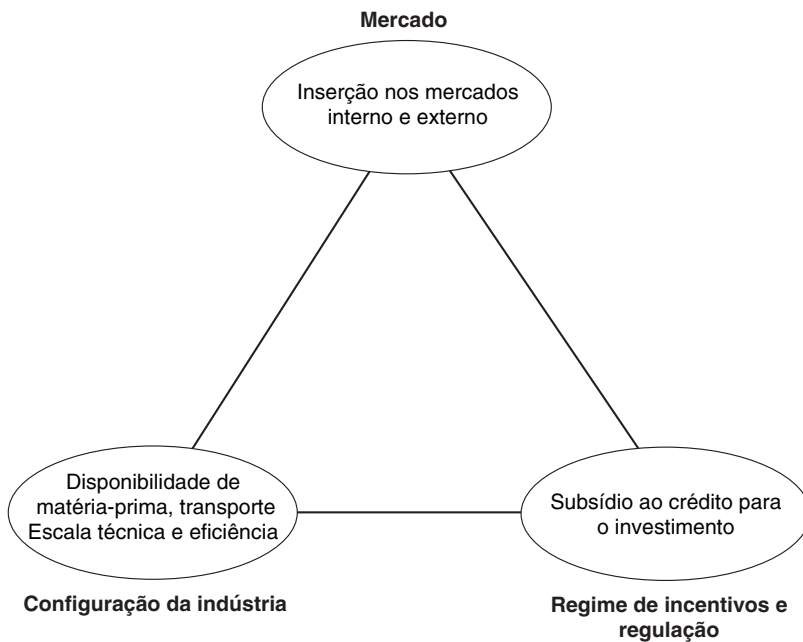 Mercado
Inserção nos mercados
interno e externo
Disponibilidade de
matéria-prima, transporte
Escala técnica e eficiência
Configuração da indústria
Subsídio ao crédito para
o investimento
Regime de incentivos e
regulação